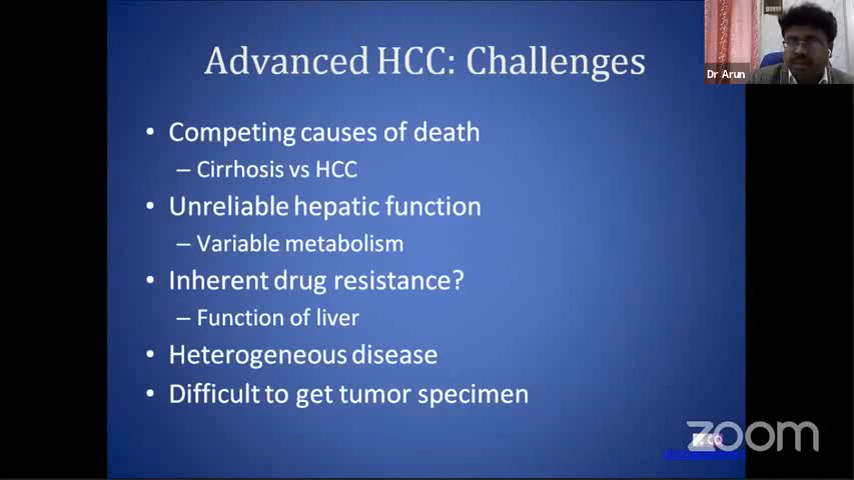 Advanced HCC: Challenges
Dr Arun
• Competing causes of death
– Cirrhosis vs HCC
• Unreliable hepatic function
– Variable metabolism
• Inherent drug resistance?
– Function of liver
• Heterogeneous disease
• Difficult to get tumor specimen
zoom